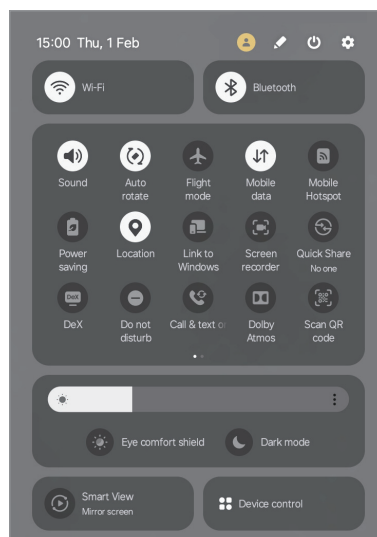 15:00 Thu, 1 Feb
Wi-Fi
Bluetooth
Sound
Auto
rotate
Flight
mode
Mobile
data
Mobile
Hotspot
Power
saving
Location
Link to
Windows
Screen
recorder
Quick Share
No one
DeX
DeX
Do not
disturb
Call & text o
Dolby
Atmos
Scan QR
code
Eye comfort shield
Dark mode
Smart View
Mirror screen
Device control